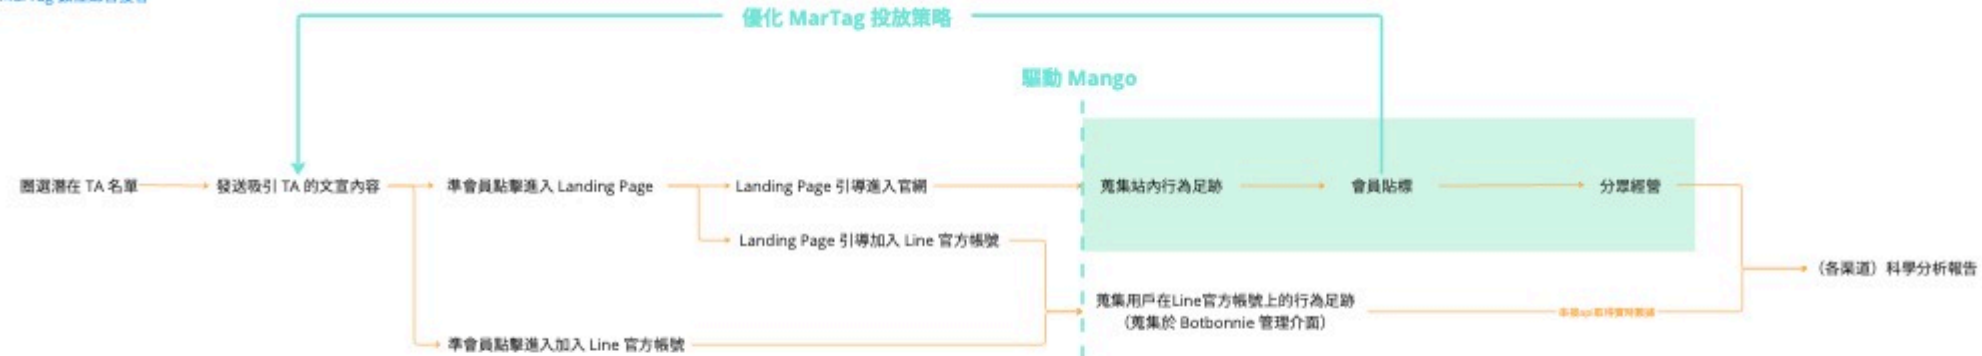 優化 MarTag 投放策略
驅動 Mango
圈選潛在 TA 名單
發送吸引 TA 的文宣內容
準會員點擊進入 Landing Page
Landing Page 引導進入官網
蒐集站內行為足跡
會員貼標
分眾經營
Landing Page 引導加入 Line 官方帳號
(各渠道) 科學分析報告
蒐集用戶在Line官方帳號上的行為足跡
(蒐集於 Botbonnie 管理介面)
準會員點擊進入加入 Line 官方帳號